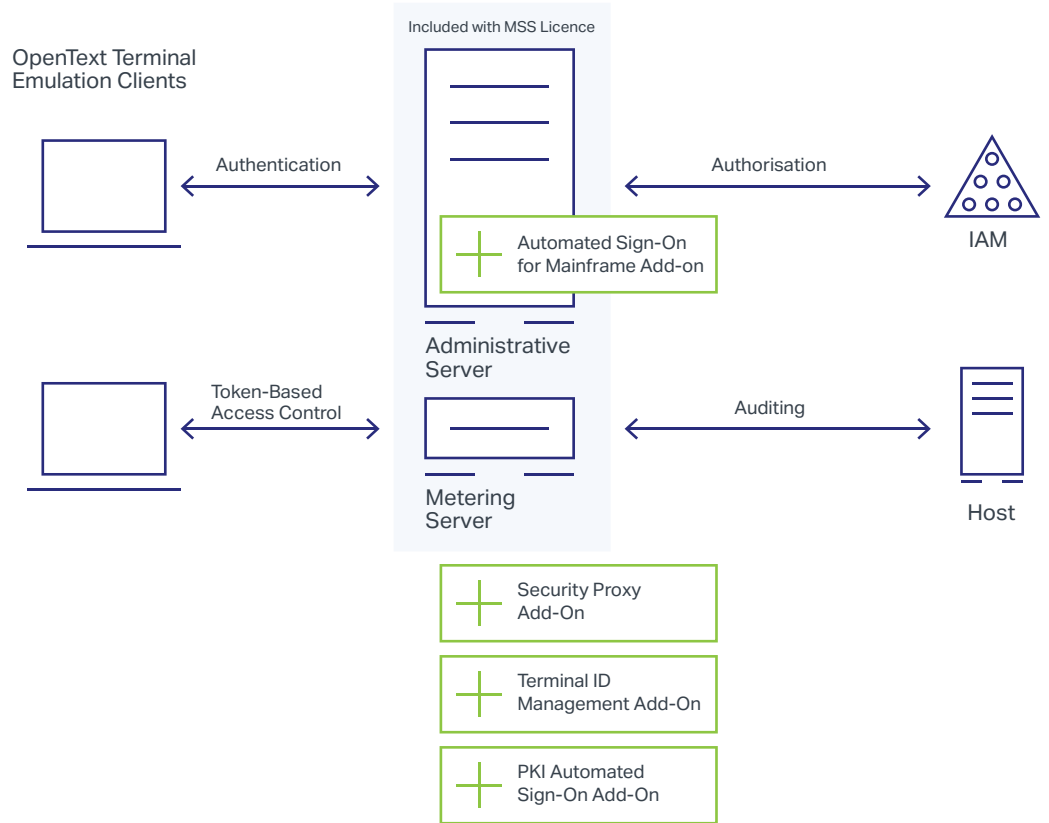 Included with MSS Licence
OpenText Terminal
Emulation Clients
Authentication
Authorisation
Automated Sign-On
for Mainframe Add-on
IAM
Administrative
Server
Token-Based
Access Control
Auditing
Metering
Server
Host
Security Proxy
Add-On
Terminal ID
Management Add-On
PKI Automated
Sign-On Add-On